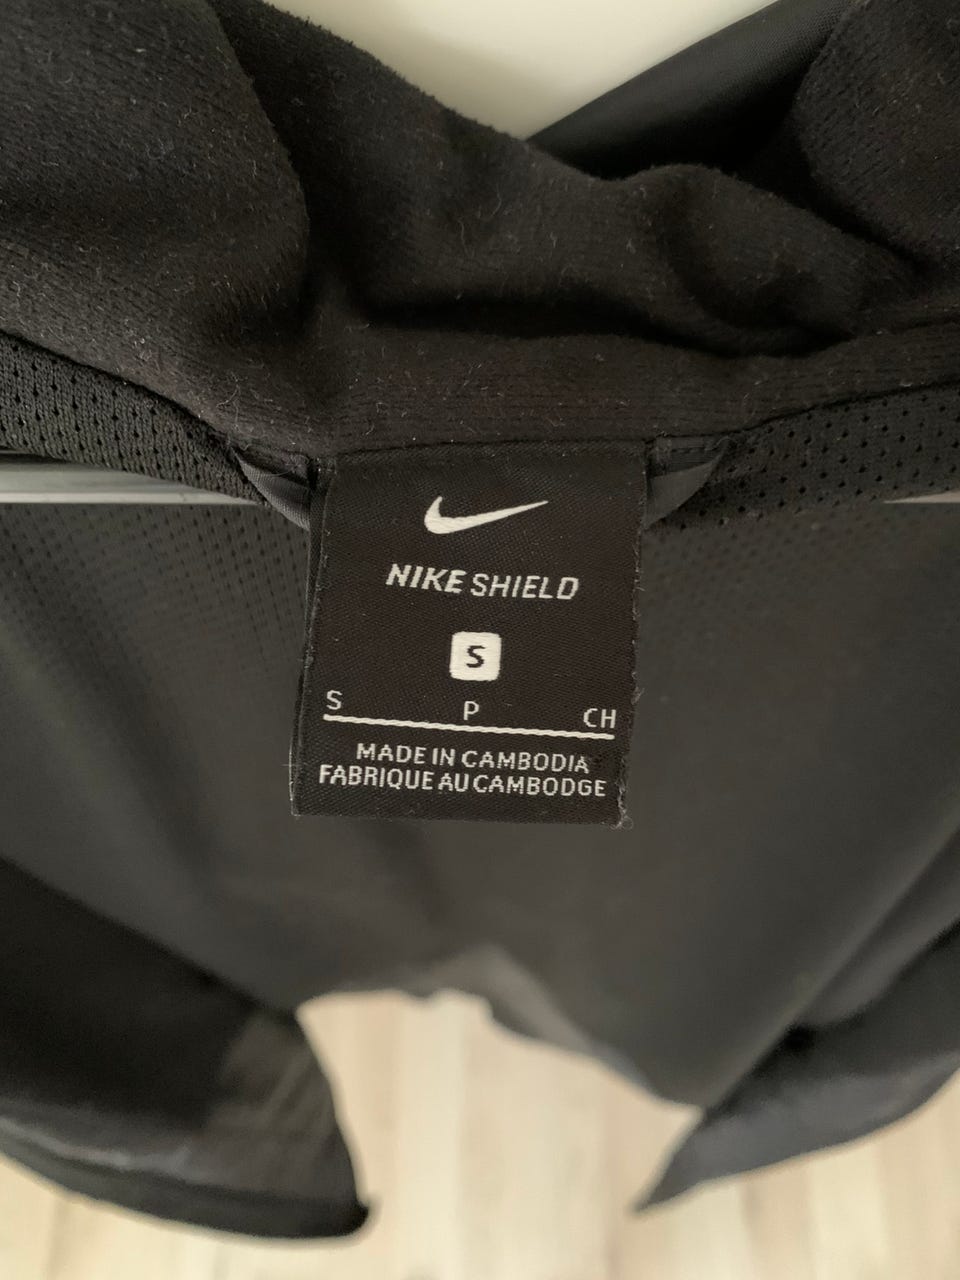 NIKE SHIELD
S
S P CH
MADE IN CAMBODIA
FABRIQUE AU CAMBODGE